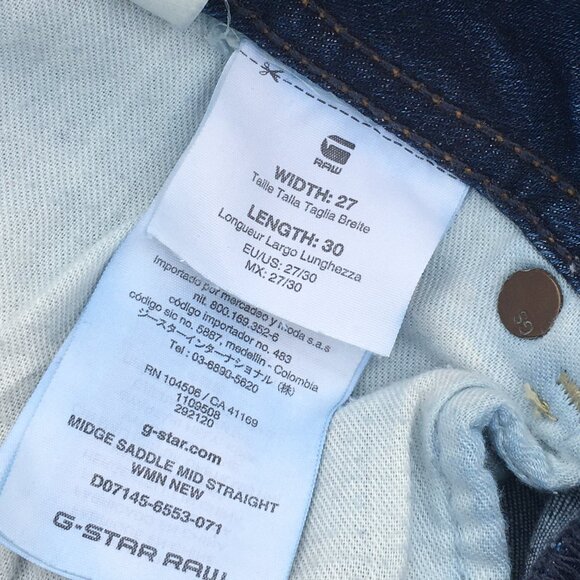 RAW
WIDTH: 27
Taille Talla Taglia Breite
LENGTH: 30
Longueur Largo Lunghezza
EU/US: 27/30
MX: 27/30
importado por mercadeo y moda s.a.s
nit. 800.169.352-6
código importador no. 483
código sic no. 5887, medellin - Colombia
ジースターインターナショナル（株）
Tel : 03-6890-5620
RN 104506 / CA 41169
1109508
292120
g-star.com
MIDGE SADDLE MID STRAIGHT
WMN NEW
D07145-6553-071
G-STAR RAW